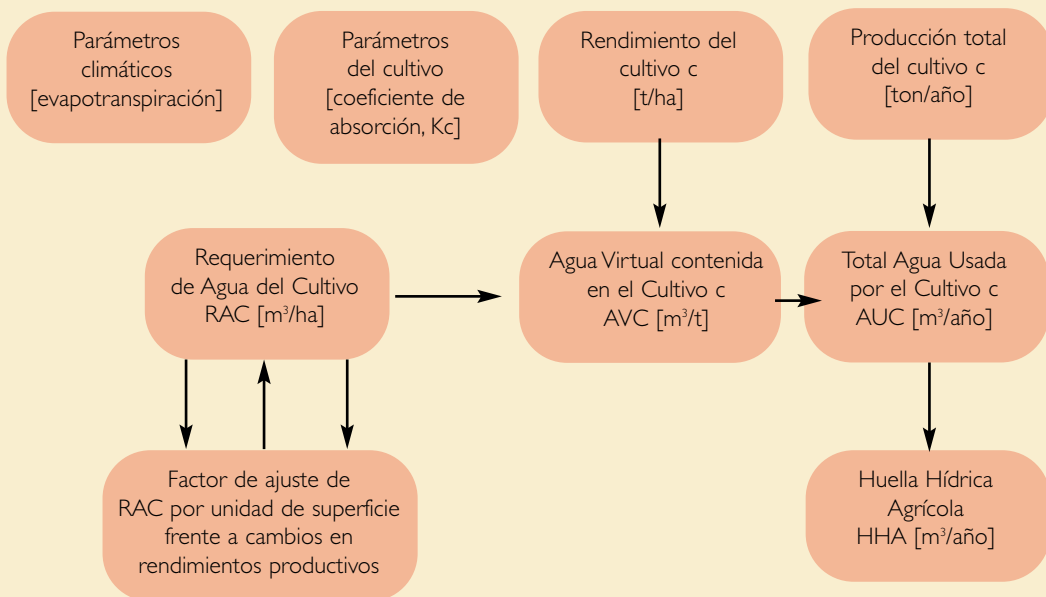 Parámetros
climáticos
[evapotranspiración]
Parámetros
del cultivo
[coeficiente de
absorción, Kc]
Rendimiento del
cultivo c
[t/ha]
Producción total
del cultivo c
[ton/año]
Requerimiento
de Agua del Cultivo
RAC [m³/ha]
Agua Virtual contenida
en el Cultivo c
AVC [m³/t]
Total Agua Usada
por el Cultivo c
AUC [m³/año]
Factor de ajuste de
RAC por unidad de superficie
frente a cambios en
rendimientos productivos
Huella Hídrica
Agrícola
HHA [m³/año]